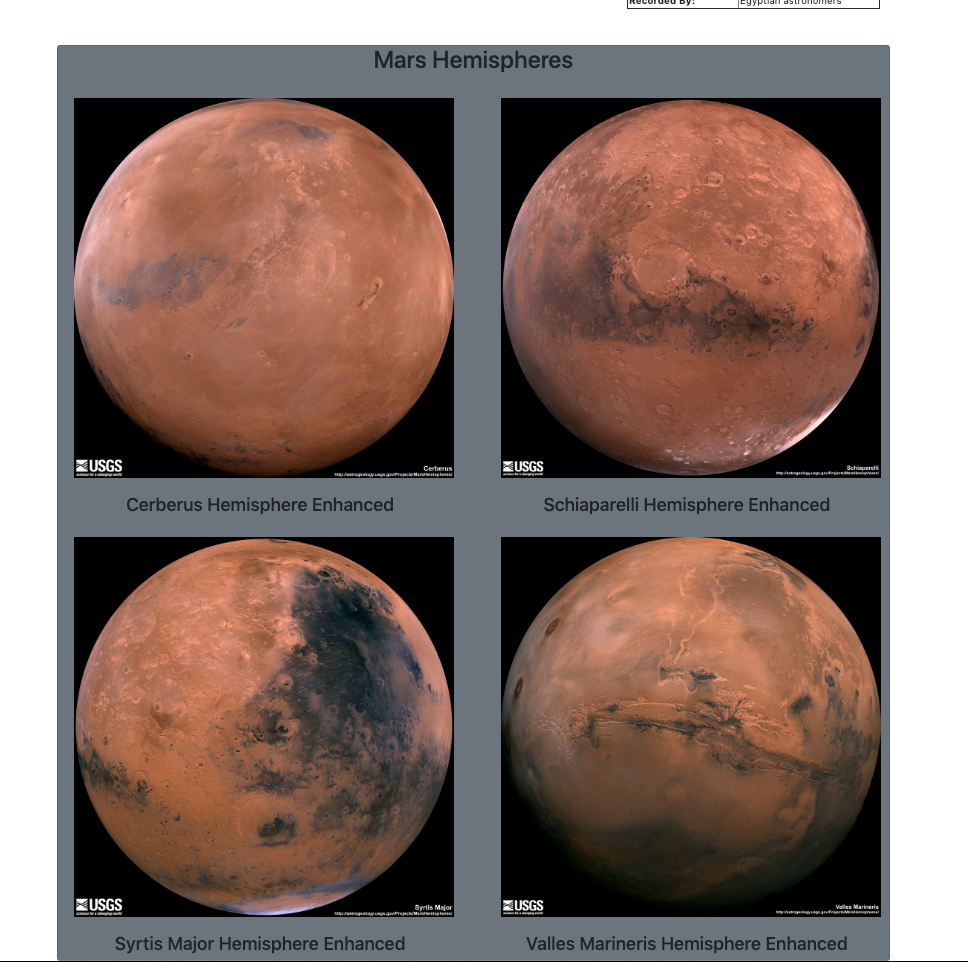 Recorded By: Egyptian astronomers
Mars Hemispheres
USGS
science for a changing world
Cerberus
http://astrogeology.usgs.gov/Projects/MarsHemispheres/
USGS
science for a changing world
Schiaparelli
http://astrogeology.usgs.gov/Projects/MarsHemispheres/
Cerberus Hemisphere Enhanced
Schiaparelli Hemisphere Enhanced
USGS
science for a changing world
Syrtis Major
http://astrogeology.usgs.gov/Projects/MarsHemispheres/
USGS
science for a changing world
Valles Marineris
http://astrogeology.usgs.gov/Projects/MarsHemispheres/
Syrtis Major Hemisphere Enhanced
Valles Marineris Hemisphere Enhanced